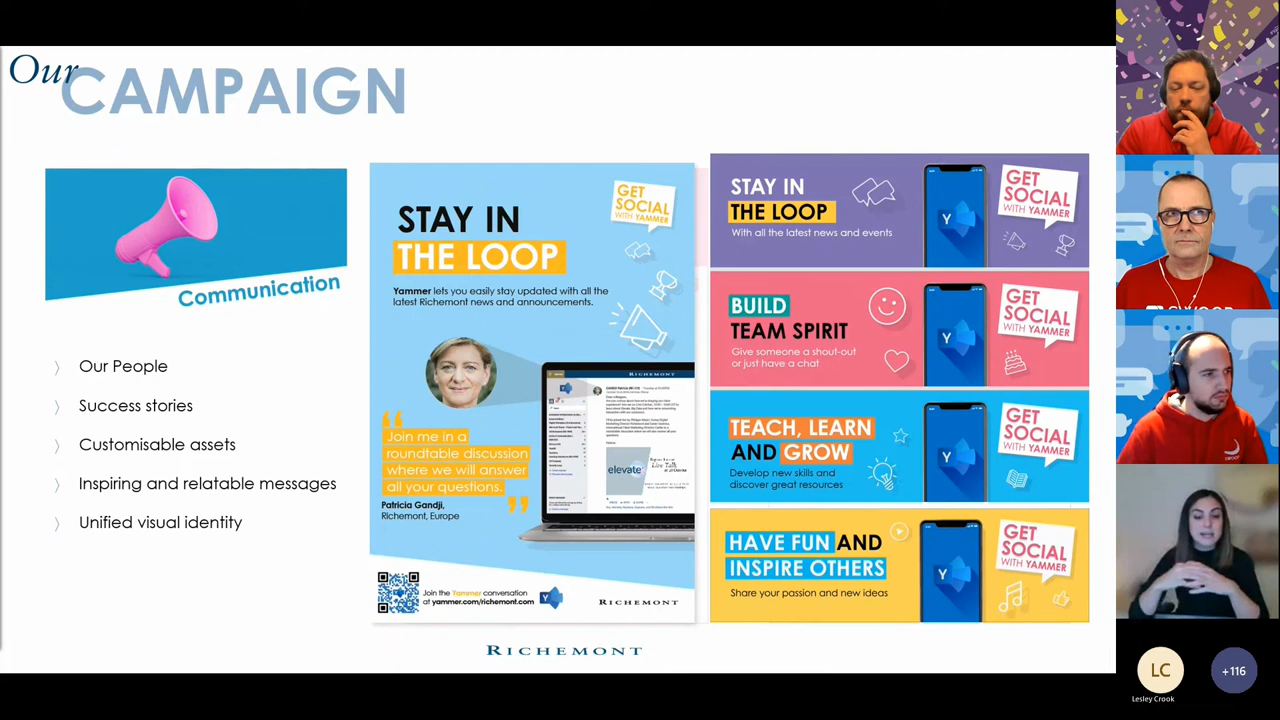 Our
CAMPAIGN
Communication
Our People
Success stories
Customisable assets
Inspiring and relatable messages
Unified visual identity
STAY IN
THE LOOP
GET
SOCIAL
WITH YAMMER
Yammer lets you easily stay updated with all the
latest Richemont news and announcements.
RICHEMONT
elevate
"
Join me in a
roundtable discussion
where we will answer
all your questions.
"
Patricia Gandji,
Richemont, Europe
Join the Yammer conversation
at yammer.com/richemont.com
Y
RICHEMONT
STAY IN
THE LOOP
With all the latest news and events
Y
GET
SOCIAL
WITH YAMMER
BUILD
TEAM SPIRIT
Give someone a shout-out
or just have a chat
Y
GET
SOCIAL
WITH YAMMER
TEACH, LEARN
AND GROW
Develop new skills and
discover great resources
Y
GET
SOCIAL
WITH YAMMER
HAVE FUN AND
INSPIRE OTHERS
Share your passion and new ideas
Y
GET
SOCIAL
WITH YAMMER
RICHEMONT
LC
Lesley Crook
+116